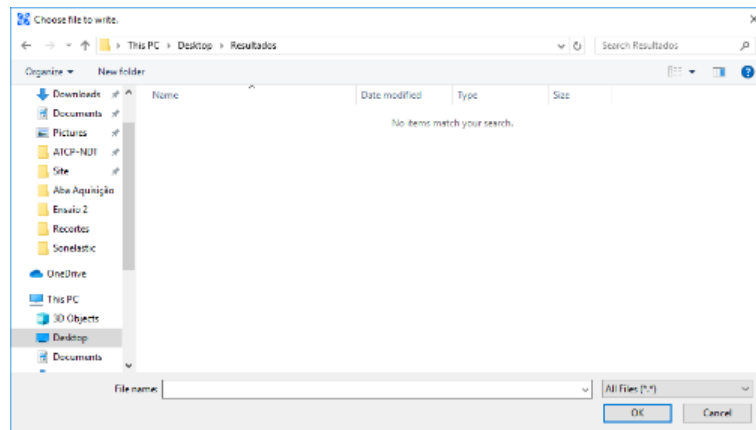 Choose file to write.
This PC > Desktop > Resultados
Search Resultados
Organize
New folder
Name
Date modified
Type
Size
No items match your search.
Downloads
Documents
Pictures
ATCP-NDT
Site
Aba Aquisição
Ensaio 2
Recortes
Sonelastic
OneDrive
This PC
3D Objects
Desktop
Documents
File name:
All Files (*.*)
OK
Cancel